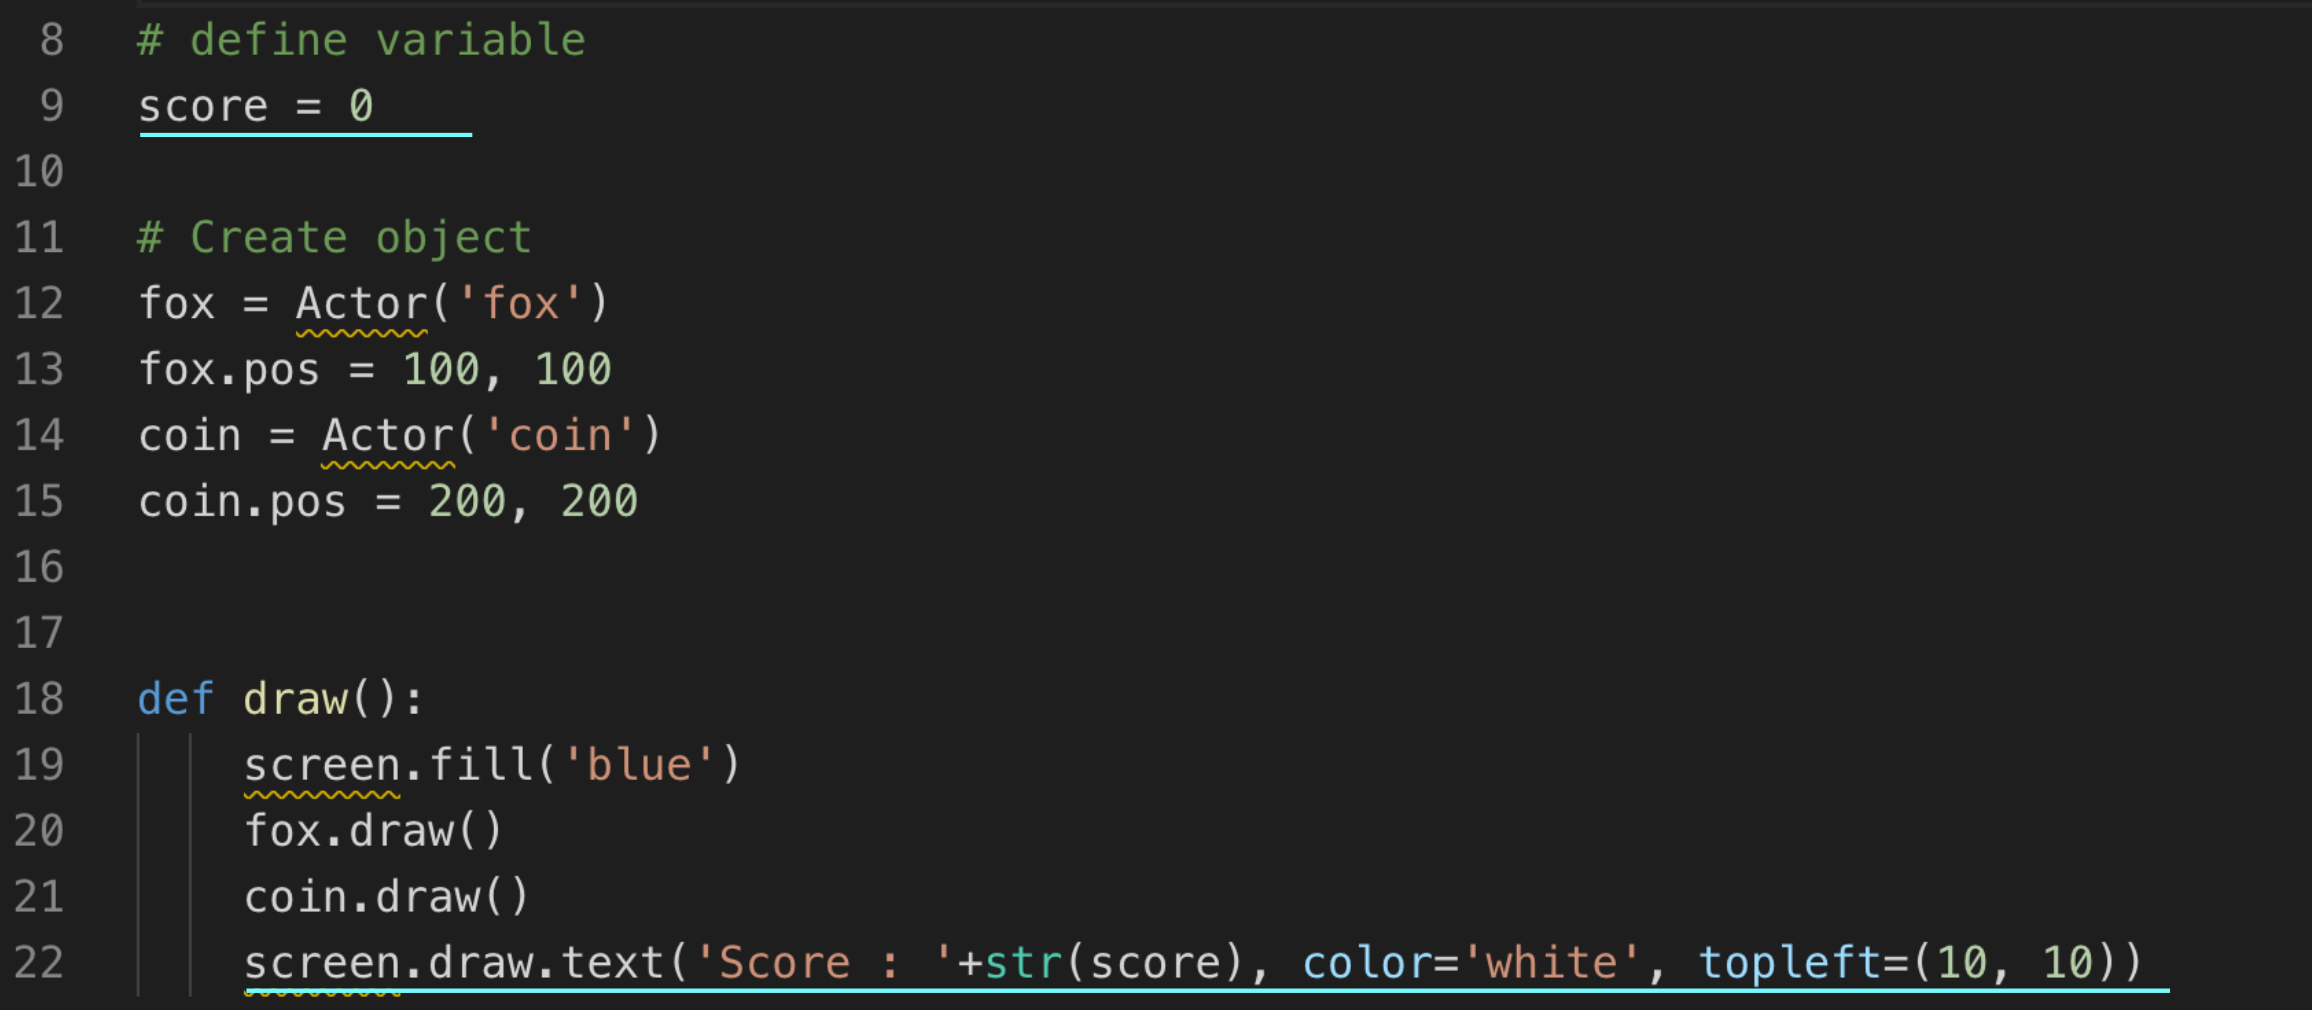 8 # define variable
9 score = 0
10
11 # Create object
12 fox = Actor('fox')
13 fox.pos = 100, 100
14 coin = Actor('coin')
15 coin.pos = 200, 200
16
17
18 def draw():
19     screen.fill('blue')
20     fox.draw()
21     coin.draw()
22     screen.draw.text('Score : '+str(score), color='white', topleft=(10, 10))